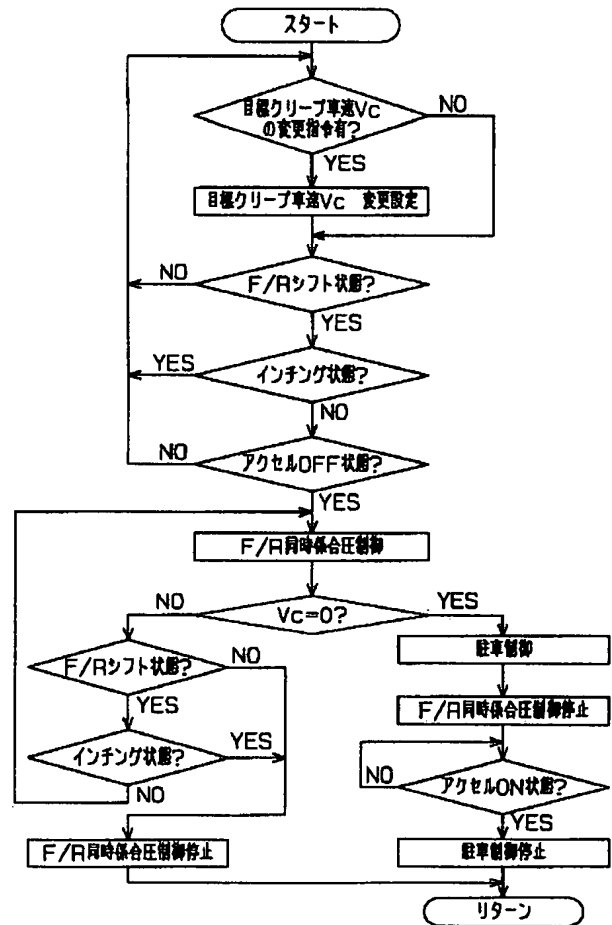 スタート
目標クリープ車速Vc
の変更指令有?
NO
YES
目標クリープ車速Vc 変更設定
NO
F/Rシフト状態?
YES
YES
インチング状態?
NO
NO
アクセルOFF状態?
YES
F/R同時係合圧制御
NO
Vc=0?
YES
F/Rシフト状態?
NO
駐車制御
YES
F/R同時係合圧制御停止
インチング状態?
YES
NO
NO
アクセルON状態?
YES
F/R同時係合圧制御停止
駐車制御停止
リターン